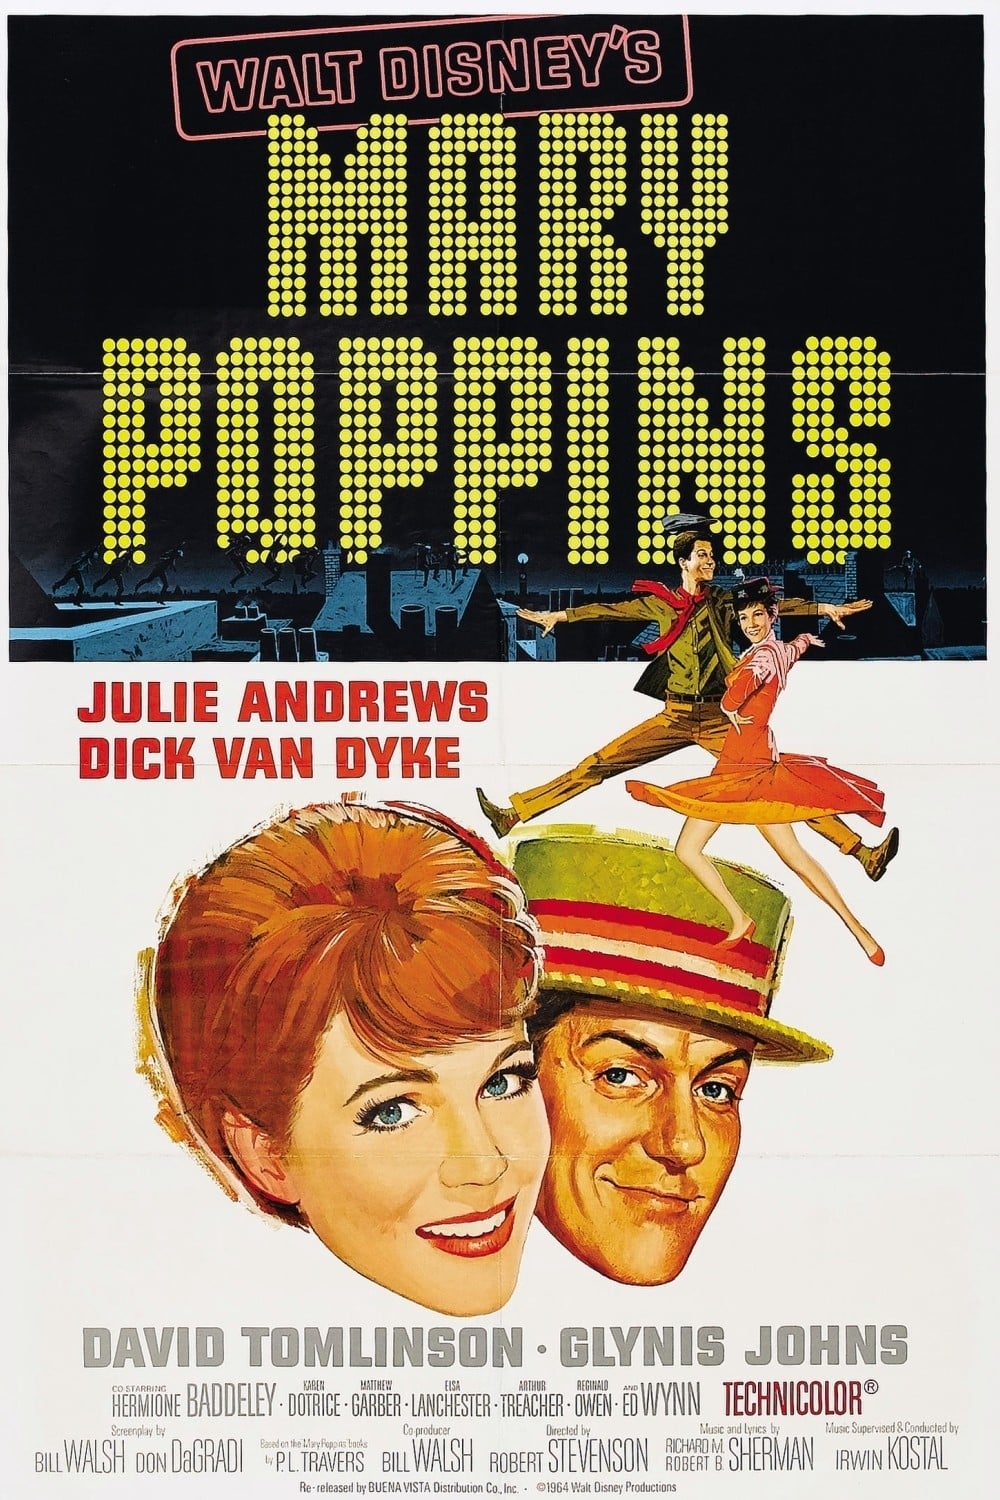 WALT DISNEY'S
MARY
POPPINS
JULIE ANDREWS
DICK VAN DYKE
DAVID TOMLINSON · GLYNIS JOHNS
CO STARRING HERMIONE BADDELEY · KAREN DOTRICE · MATTHEW GARBER · ELSA LANCHESTER · ARTHUR TREACHER · REGINALD OWEN · AND ED WYNN TECHNICOLOR®
Screenplay by BILL WALSH DON DaGRADI Based on the Mary Poppins books by P.L. TRAVERS Co-producer BILL WALSH Directed by ROBERT STEVENSON Music and Lyrics by RICHARD M. ROBERT B. SHERMAN Music Supervised & Conducted by IRWIN KOSTAL
Re-released by BUENA VISTA Distribution Co., Inc. · ©1964 Walt Disney Productions